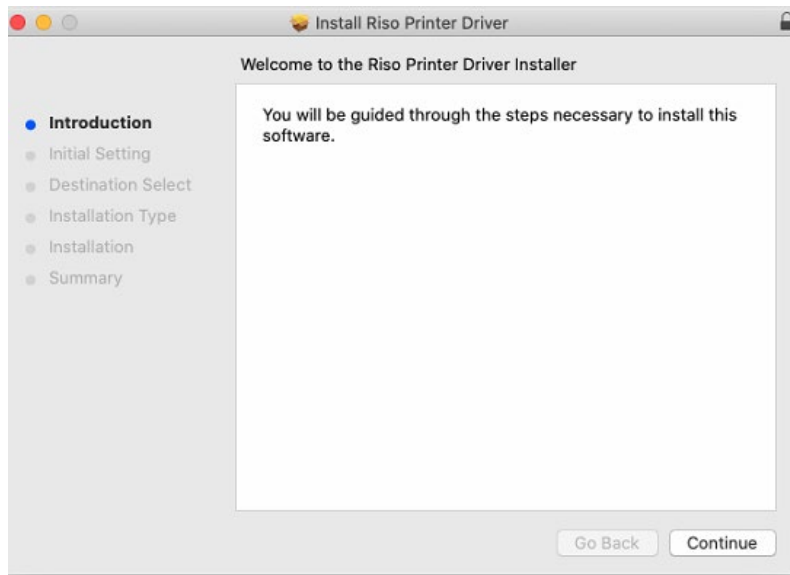 Install Riso Printer Driver
Welcome to the Riso Printer Driver Installer
Introduction
Initial Setting
Destination Select
Installation Type
Installation
Summary
You will be guided through the steps necessary to install this
software.
Go Back
Continue